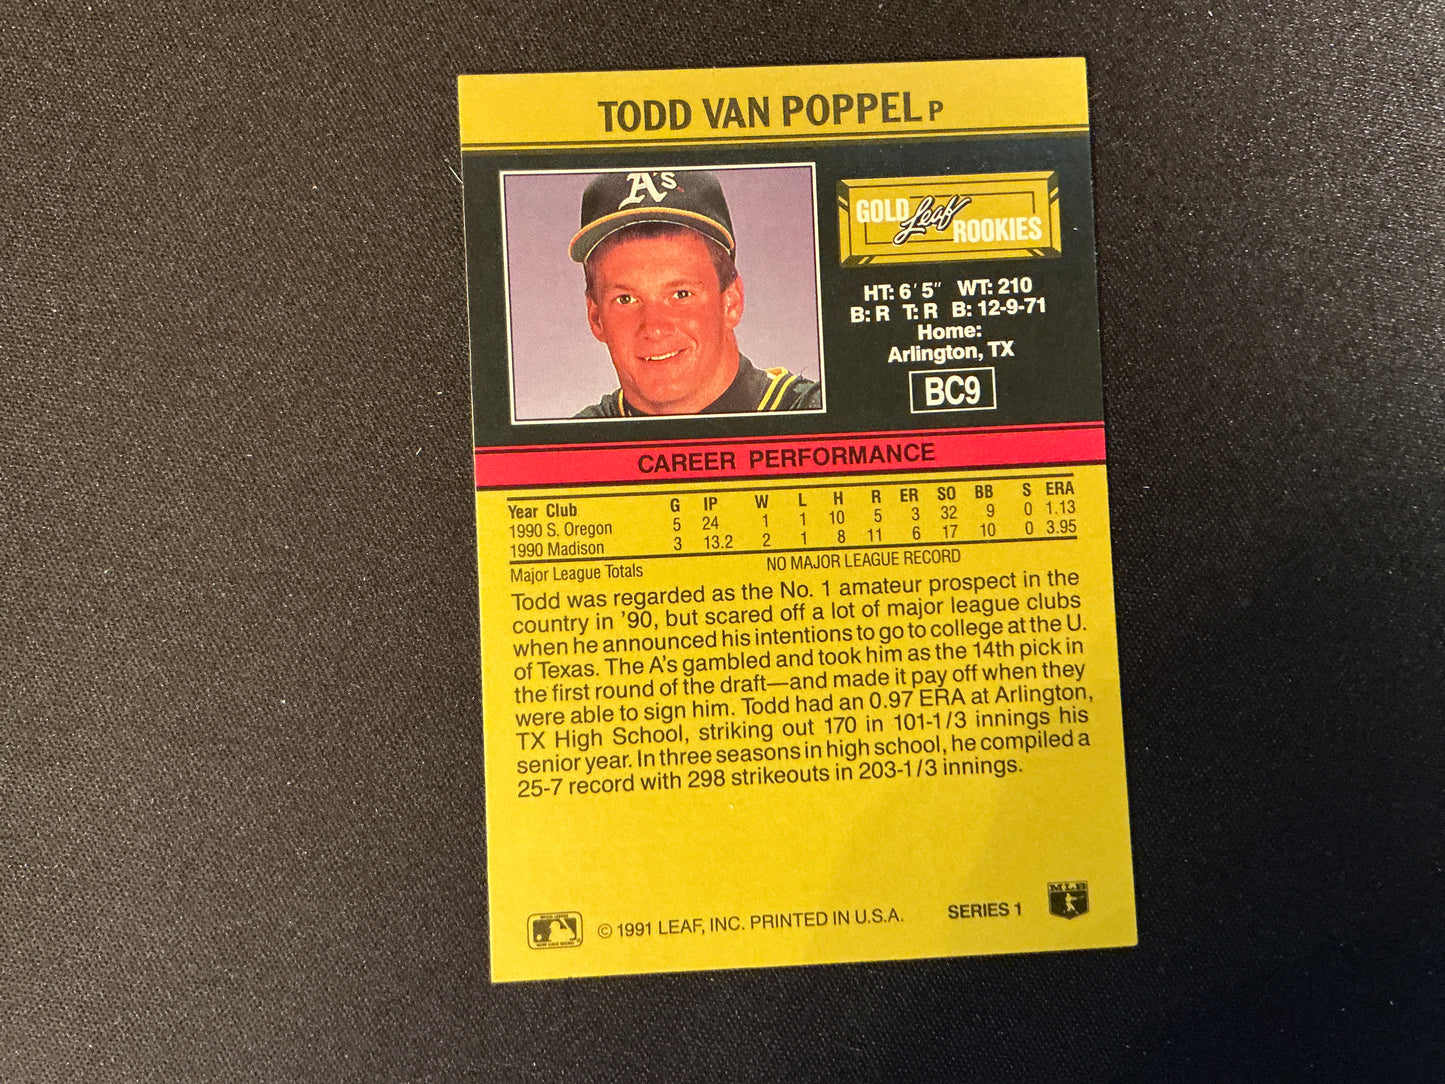 TODD VAN POPPEL P
A's
GOLD Leaf ROOKIES
HT: 6' 5" WT: 210
B: R T: R B: 12-9-71
Home:
Arlington, TX
BC9
CAREER PERFORMANCE
Year Club G IP W L H R ER SO BB S ERA
1990 S. Oregon 5 24 1 1 10 5 3 32 9 0 1.13
1990 Madison 3 13.2 2 1 8 11 6 17 10 0 3.95
Major League Totals NO MAJOR LEAGUE RECORD
Todd was regarded as the No. 1 amateur prospect in the
country in '90, but scared off a lot of major league clubs
when he announced his intentions to go to college at the U.
of Texas. The A's gambled and took him as the 14th pick in
the first round of the draft—and made it pay off when they
were able to sign him. Todd had an 0.97 ERA at Arlington,
TX High School, striking out 170 in 101-1/3 innings his
senior year. In three seasons in high school, he compiled a
25-7 record with 298 strikeouts in 203-1/3 innings.
© 1991 LEAF, INC. PRINTED IN U.S.A. SERIES 1
MLB